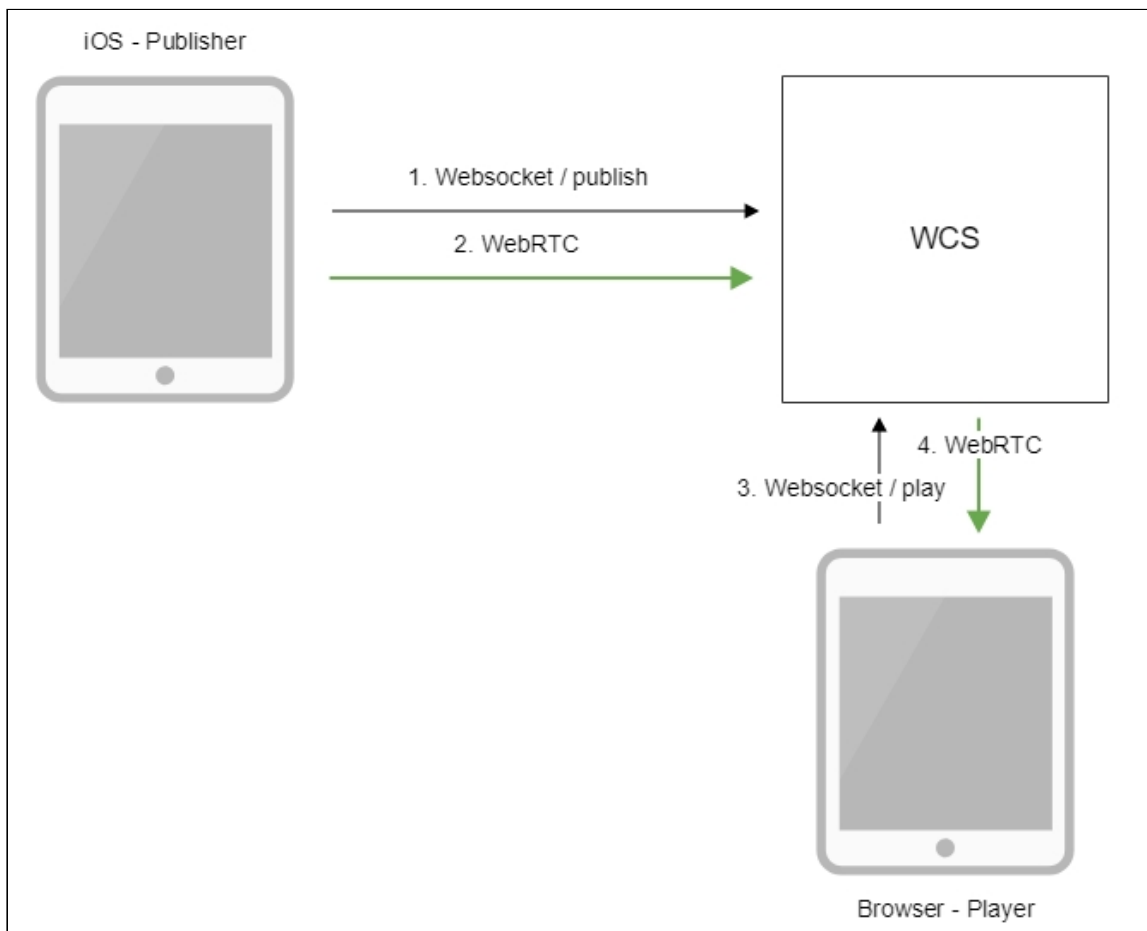 iOS - Publisher
1. Websocket / publish
2. WebRTC
WCS
4. WebRTC
3. Websocket / play
Browser - Player